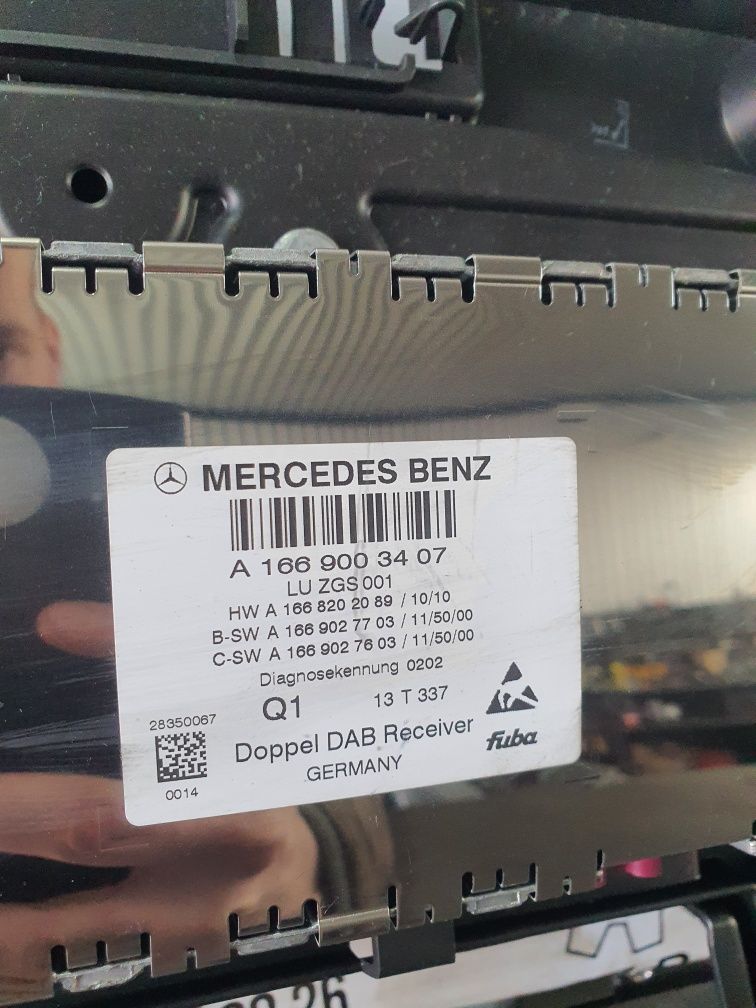 MERCEDES BENZ
A 166 900 34 07
LU ZGS 001
HW A 166 820 20 89 / 10/10
B-SW A 166 902 77 03 / 11/50/00
C-SW A 166 902 76 03 / 11/50/00
Diagnosekennung 0202
Q1 13 T 337
28350067
Doppel DAB Receiver
fuba
0014
GERMANY